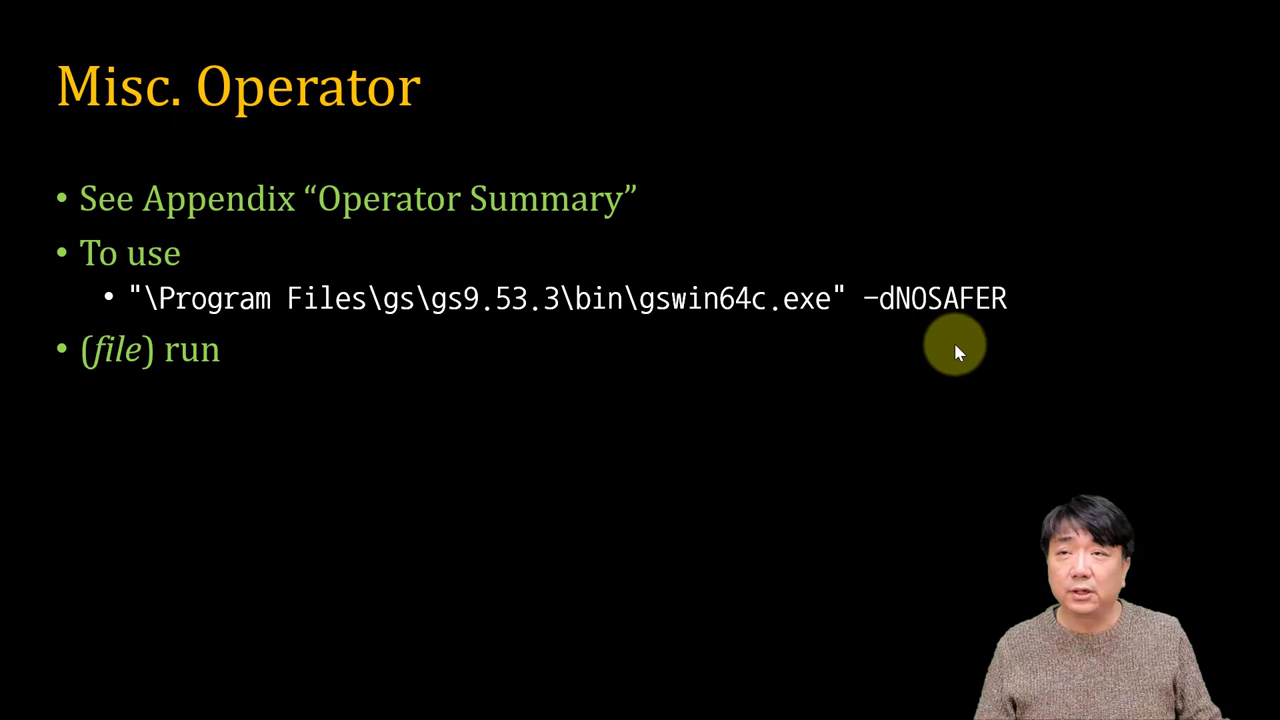 Misc. Operator
• See Appendix “Operator Summary”
• To use
• "\Program Files\gs\gs9.53.3\bin\gswin64c.exe" -dNOSAFER
• (file) run